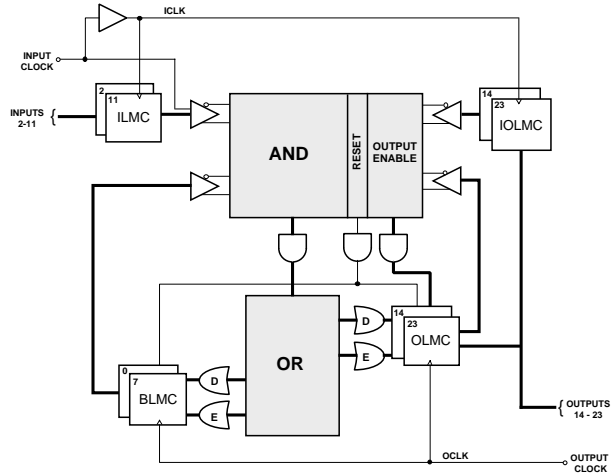 ICLK
INPUT
CLOCK
2
11
ILMC
INPUTS
2-11
{
AND
RESET
OUTPUT
ENABLE
14
23
IOLMC
OR
D
E
14
23
OLMC
0
7
BLMC
D
E
{
OUTPUTS
14 - 23
OCLK
OUTPUT
CLOCK